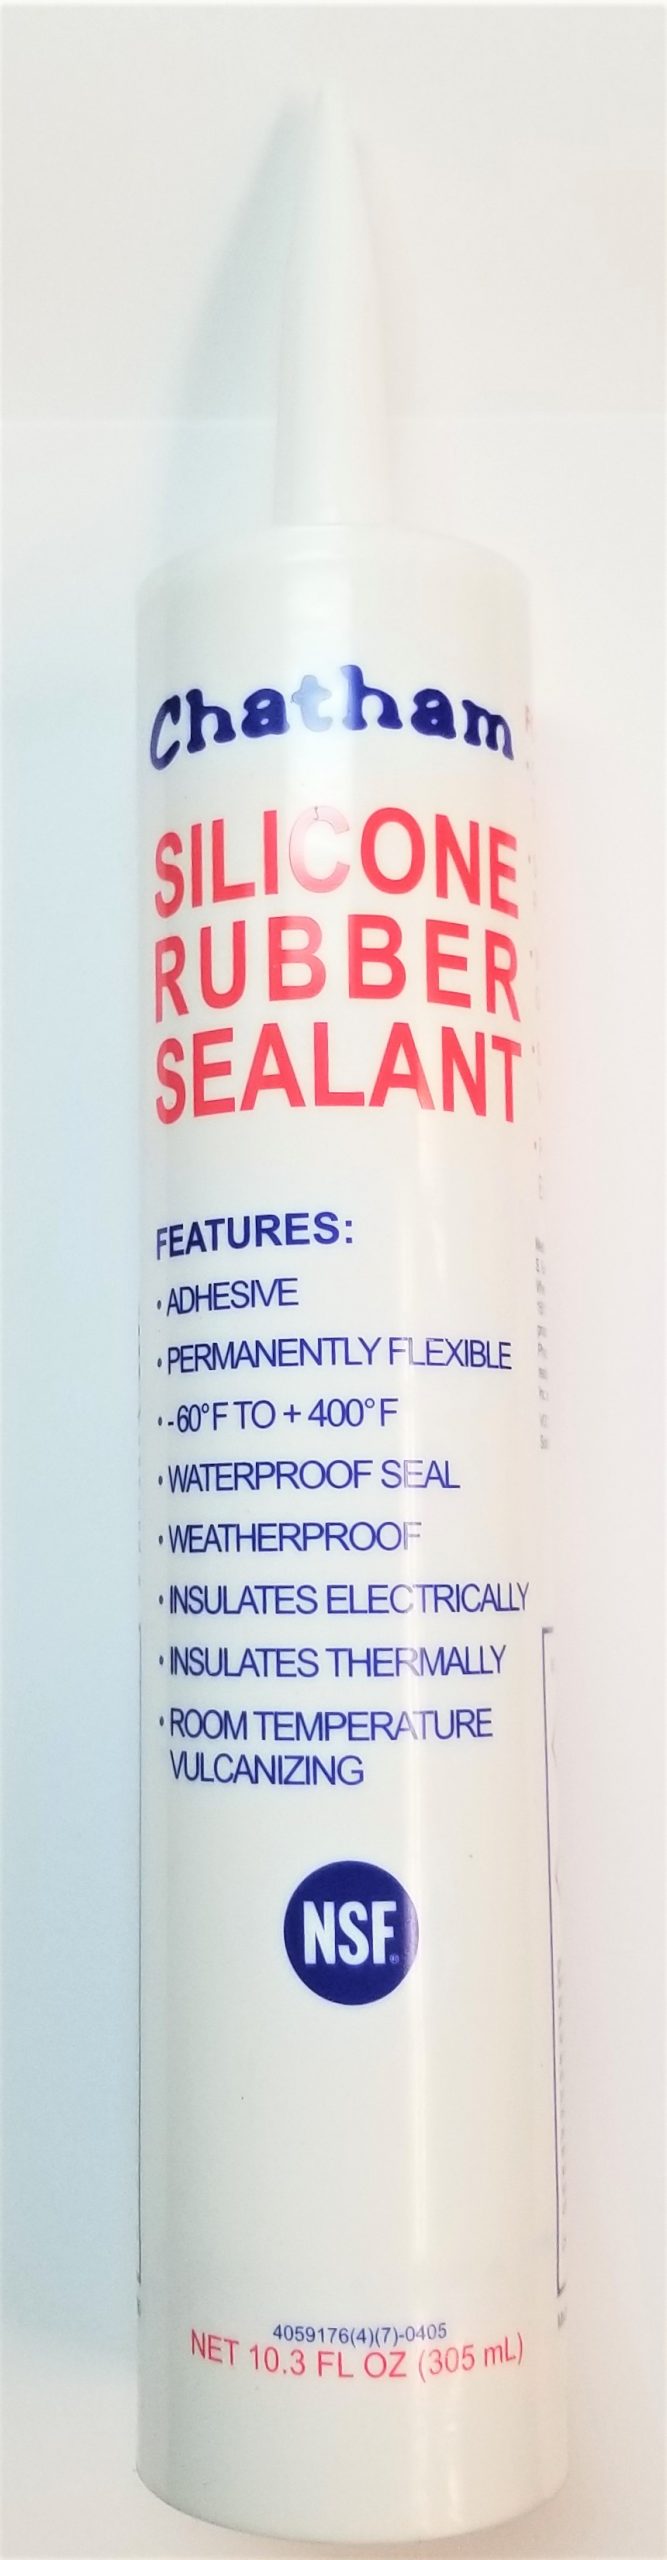 Chatham
SILICONE
RUBBER
SEALANT
FEATURES:
• ADHESIVE
• PERMANENTLY FLEXIBLE
• -60°F TO + 400°F
• WATERPROOF SEAL
• WEATHERPROOF
• INSULATES ELECTRICALLY
• INSULATES THERMALLY
• ROOM TEMPERATURE
VULCANIZING
NSF®
4059176(4)(7)-0405
NET 10.3 FL OZ (305 mL)